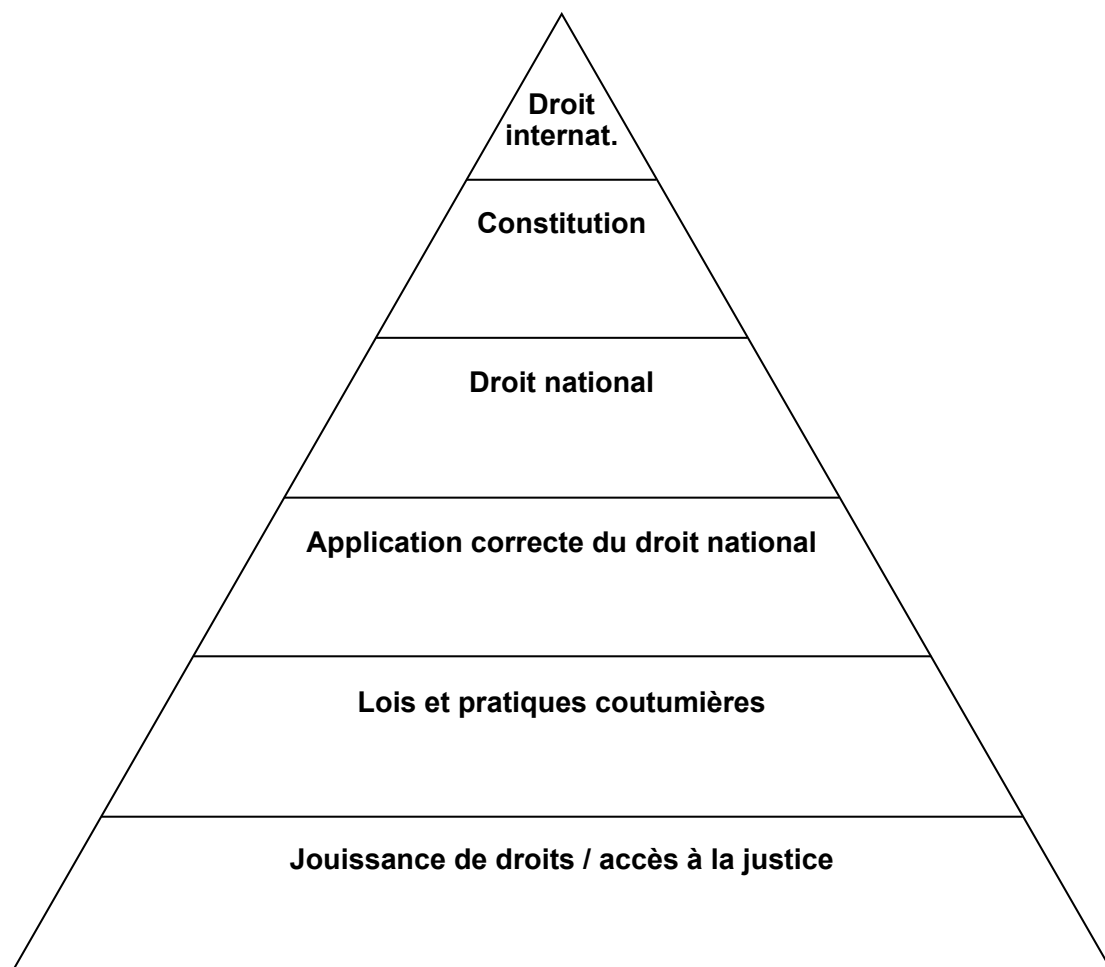 Droit
internat.
Constitution
Droit national
Application correcte du droit national
Lois et pratiques coutumières
Jouissance de droits / accès à la justice